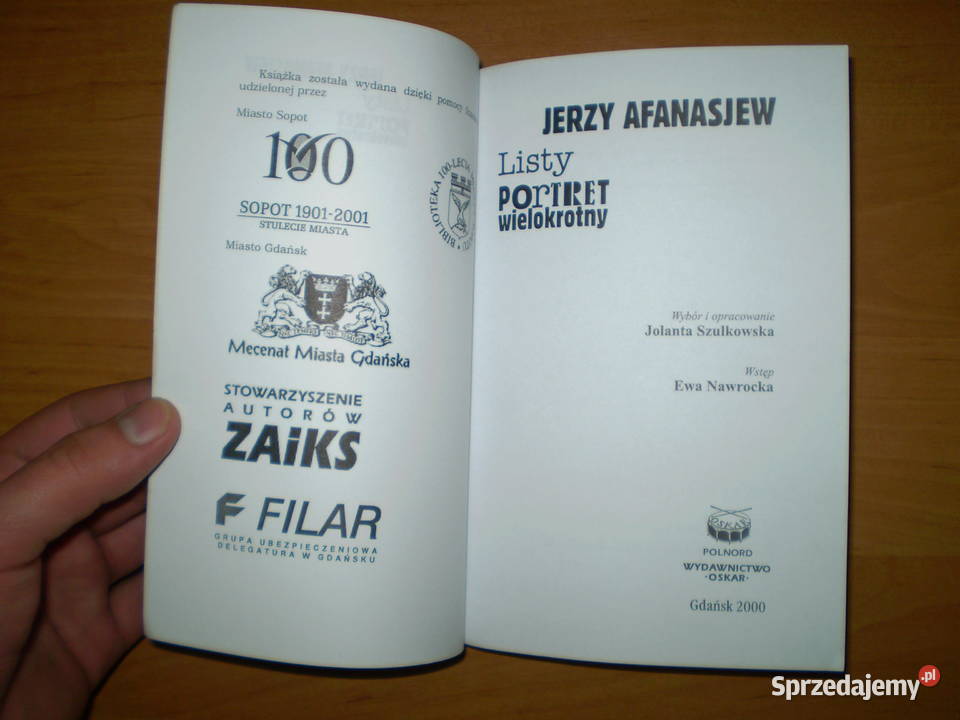 Książka została wydana dzięki pomocy
udzielonej przez
Miasto Sopot
100
SOPOT 1901-2001
STULECIE MIASTA
BIBLIOTEKA 100-LECIA
Miasto Gdańsk
Mecenat Miasta Gdańska
STOWARZYSZENIE
AUTORÓW
ZAiKS
F FILAR
GRUPA UBEZPIECZENIOWA
DELEGATURA W GDAŃSKU
JERZY AFANASJEW
Listy
PORTRET
wielokrotny
Wybór i opracowanie
Jolanta Szulkowska
Wstęp
Ewa Nawrocka
OSKAR
POLNORD
WYDAWNICTWO
·OSKAR·
Gdańsk 2000
Sprzedajemy.pl